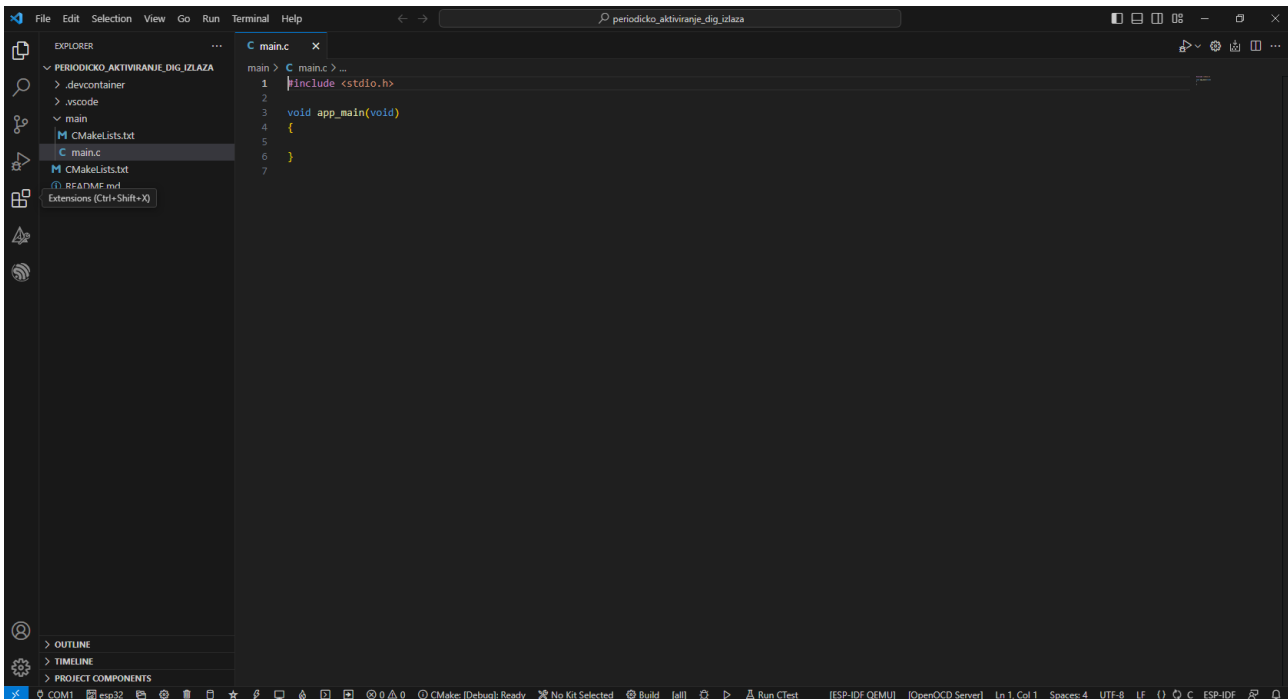 File Edit Selection View Go Run Terminal Help
periodicko_aktiviranje_dig_izlaza
EXPLORER
PERIODICKO_AKTIVIRANJE_DIG_IZLAZA
.devcontainer
.vscode
main
CMakeLists.txt
C main.c
CMakeLists.txt
README.md
Extensions (Ctrl+Shift+X)
OUTLINE
TIMELINE
PROJECT COMPONENTS
C main.c
main > C main.c > ...
1 #include <stdio.h>
2
3 void app_main(void)
4 {
5
6 }
7
COM1 esp32 0 0 CMake: [Debug]: Ready No Kit Selected Build [all] Run CTest [ESP-IDF QEMU] [OpenOCD Server] Ln 1, Col 1 Spaces: 4 UTF-8 LF {} C ESP-IDF